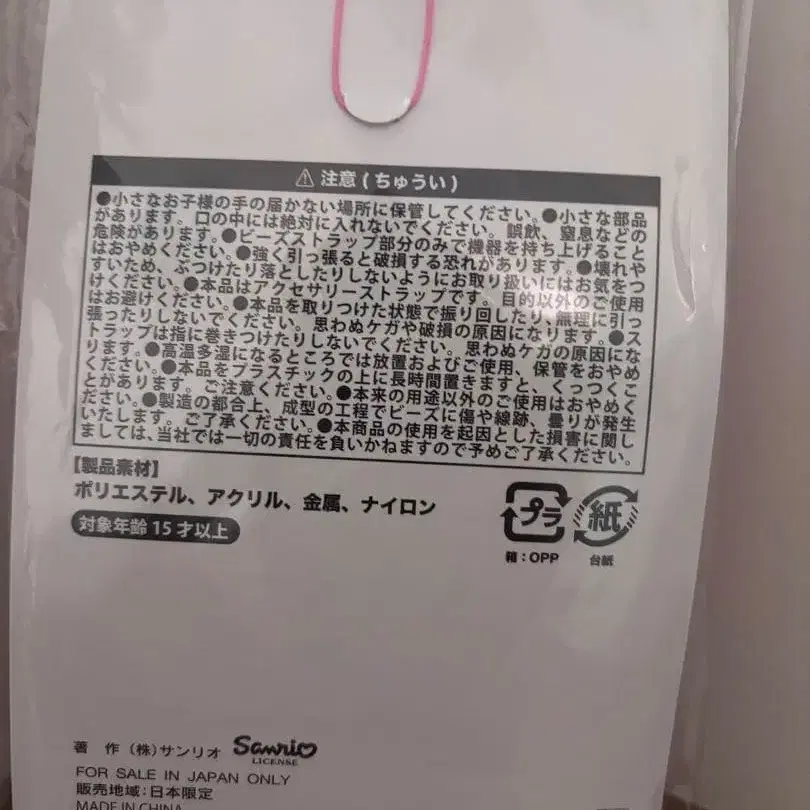 ⚠ 注意 (ちゅうい)
●小さなお子様の手の届かない場所に保管してください。●小さな部品
があります。口の中には絶対に入れないでください。誤飲、窒息などの
危険があります。●ビーズストラップ部分のみで機器を持ち上げること
はおやめください。●強く引っ張ると破損する恐れがあります。●壊れや
すいため、ぶつけたり落としたりしないようにお取り扱いにはお気をつ
けください。●本品はアクセサリーストラップです。目的以外のご使用
はお避けください。●本品を取りつけた状態で振り回したり、無理に引っ
張ったりしないでください。思わぬケガや破損の原因になります。●ス
トラップは指に巻きつけたりしないでください。思わぬケガの原因にな
ります。●高温多湿になるところでは放置およびご使用、保管をおやめ
ください。●本品をプラスチックの上に長時間置きますと、くっつくこ
とがあります。ご注意ください。●本来の用途以外のご使用はおやめく
ださい。●製造の都合上、成型の工程でビーズに傷や線跡、曇りが発生
いたします。ご了承ください。●本商品の使用を起因とした損害に関し
ましては、当社では一切の責任を負いかねますので予めご了承ください。
【製品素材】
ポリエステル、アクリル、金属、ナイロン
対象年齢 15 才以上
プラ 紙
箱：OPP 台紙
著 作 (株) サンリオ Sanrio
LICENSE
FOR SALE IN JAPAN ONLY
販売地域：日本限定
MADE IN CHINA